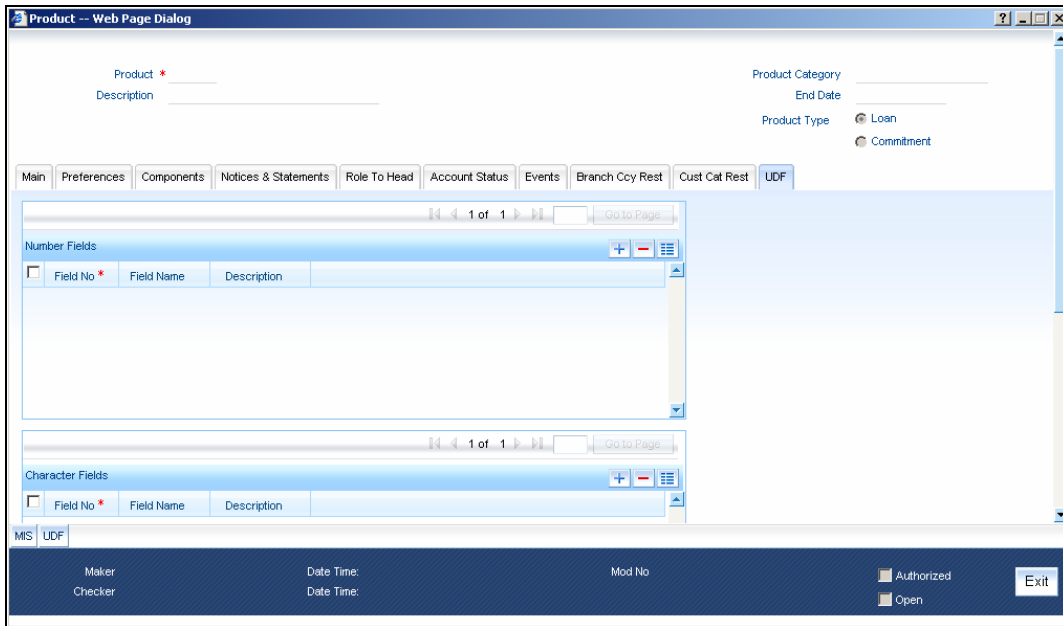 Product -- Web Page Dialog
Product *
Product Category
Description
End Date
Product Type Loan
Commitment
Main Preferences Components Notices & Statements Role To Head Account Status Events Branch Ccy Rest Cust Cat Rest UDF
1 of 1 Go to Page
Number Fields
Field No * Field Name Description
1 of 1 Go to Page
Character Fields
Field No * Field Name Description
MIS UDF
Maker Date Time: Mod No Authorized
Checker Date Time: Open
Exit